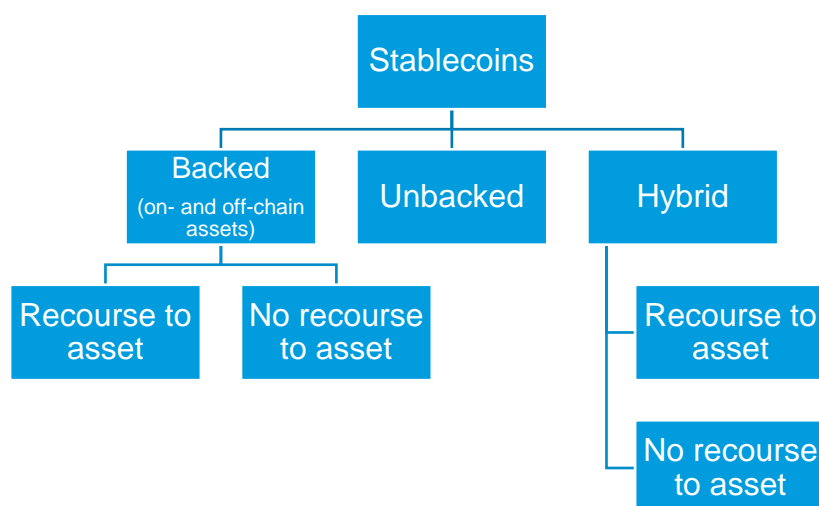 Stablecoins
Backed
(on- and off-chain
assets)
Unbacked
Hybrid
Recourse to
asset
No recourse
to asset
Recourse to
asset
No recourse
to asset